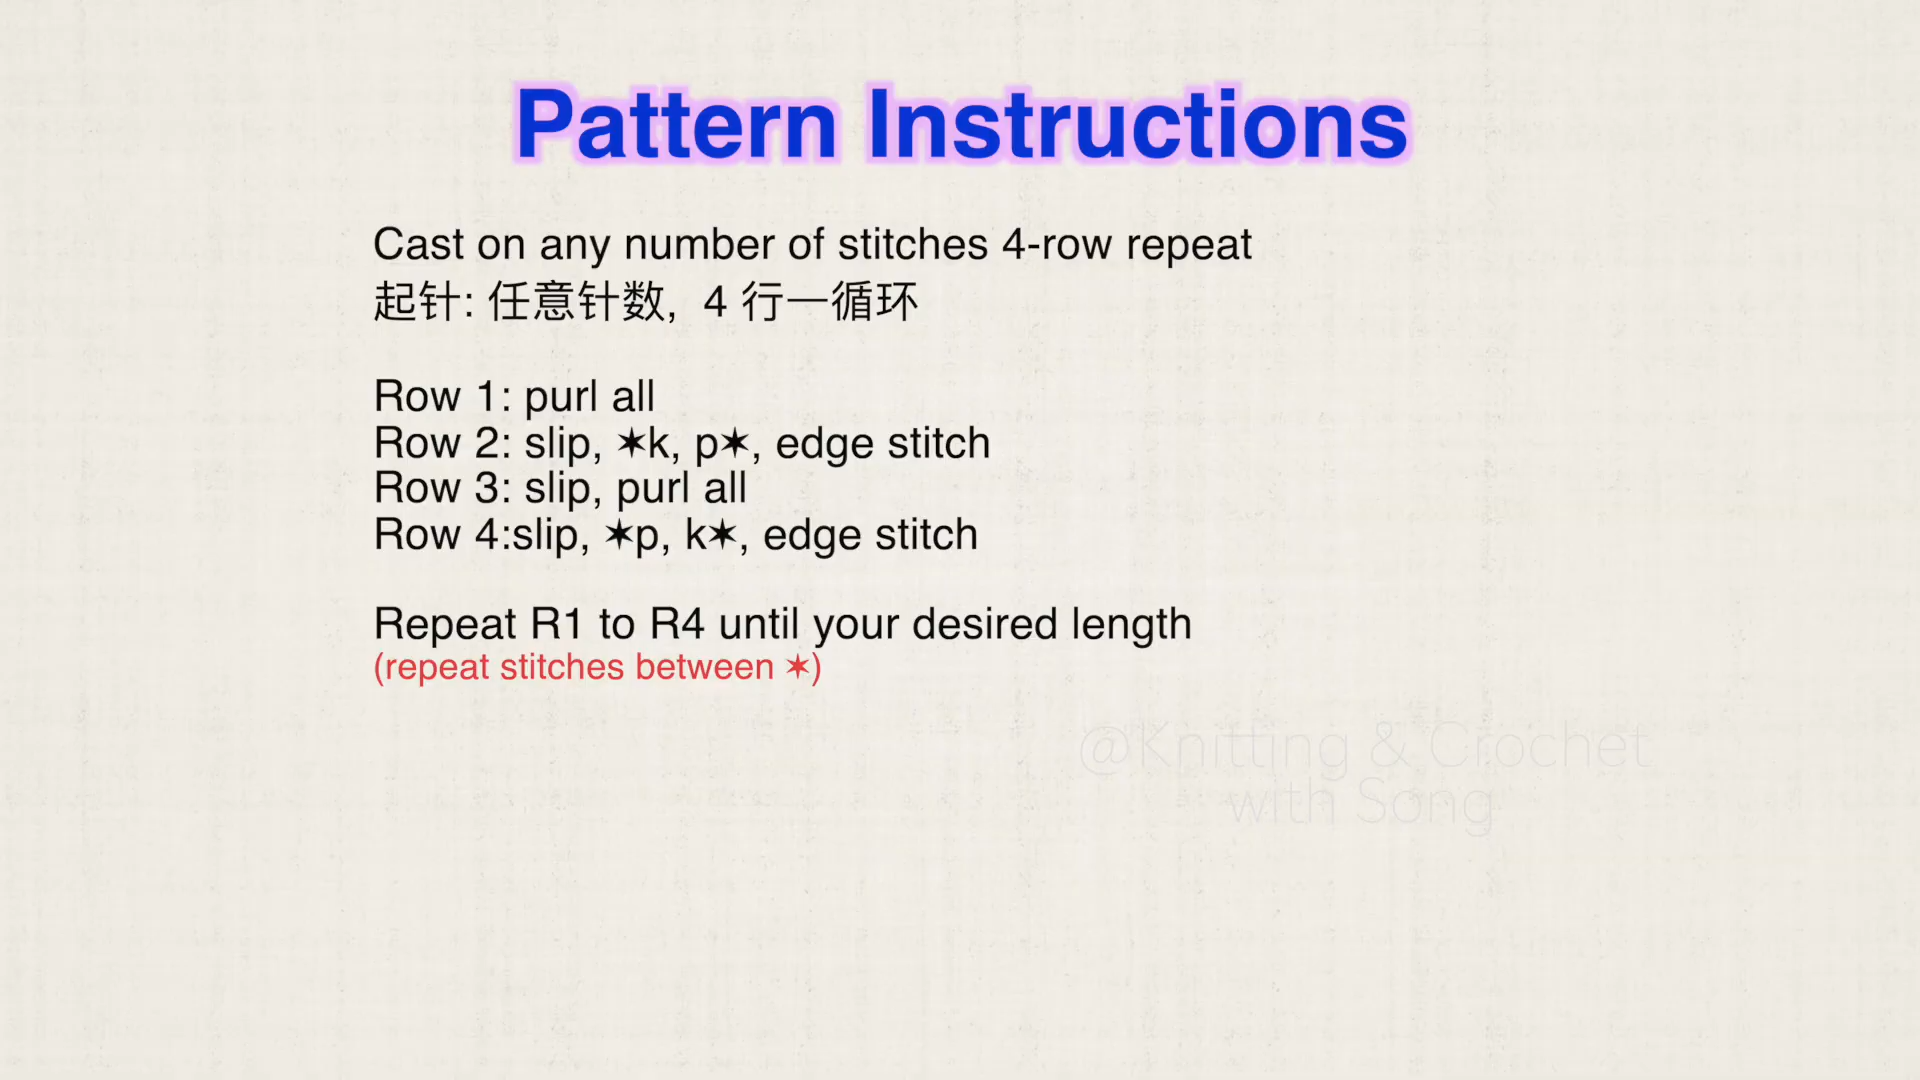 Pattern Instructions
Cast on any number of stitches 4-row repeat
起针: 任意针数, 4 行一循环
Row 1: purl all
Row 2: slip, ✶k, p✶, edge stitch
Row 3: slip, purl all
Row 4:slip, ✶p, k✶, edge stitch
Repeat R1 to R4 until your desired length
(repeat stitches between ✶)
@Knitting & Crochet
with Song